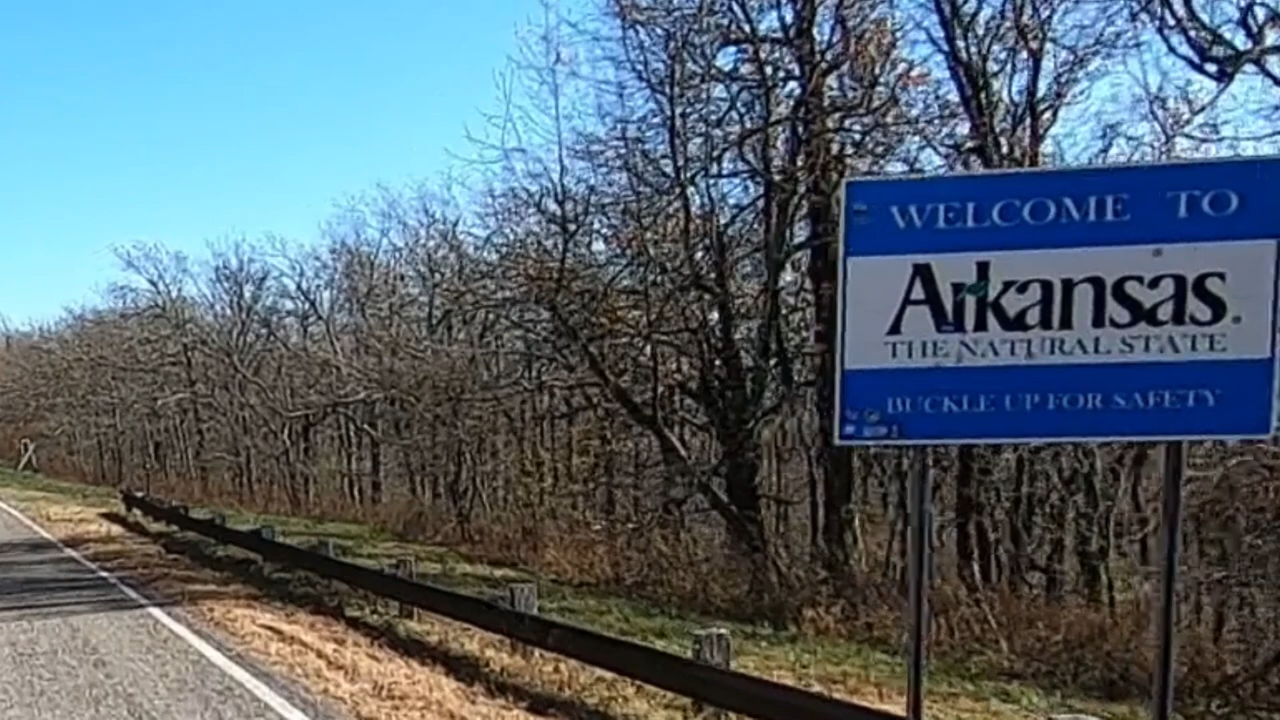 WELCOME TO
Arkansas.
THE NATURAL STATE
BUCKLE UP FOR SAFETY